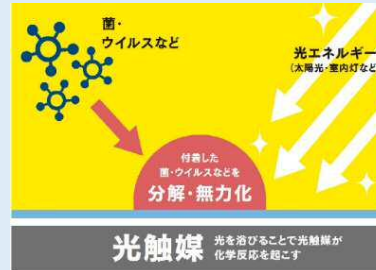 菌・
ウイルスなど
光エネルギー
(太陽光・室内灯など
付着した
菌・ウイルスなどを
分解・無力化
光触媒
光を浴びることで光触媒が
化学反応を起こす